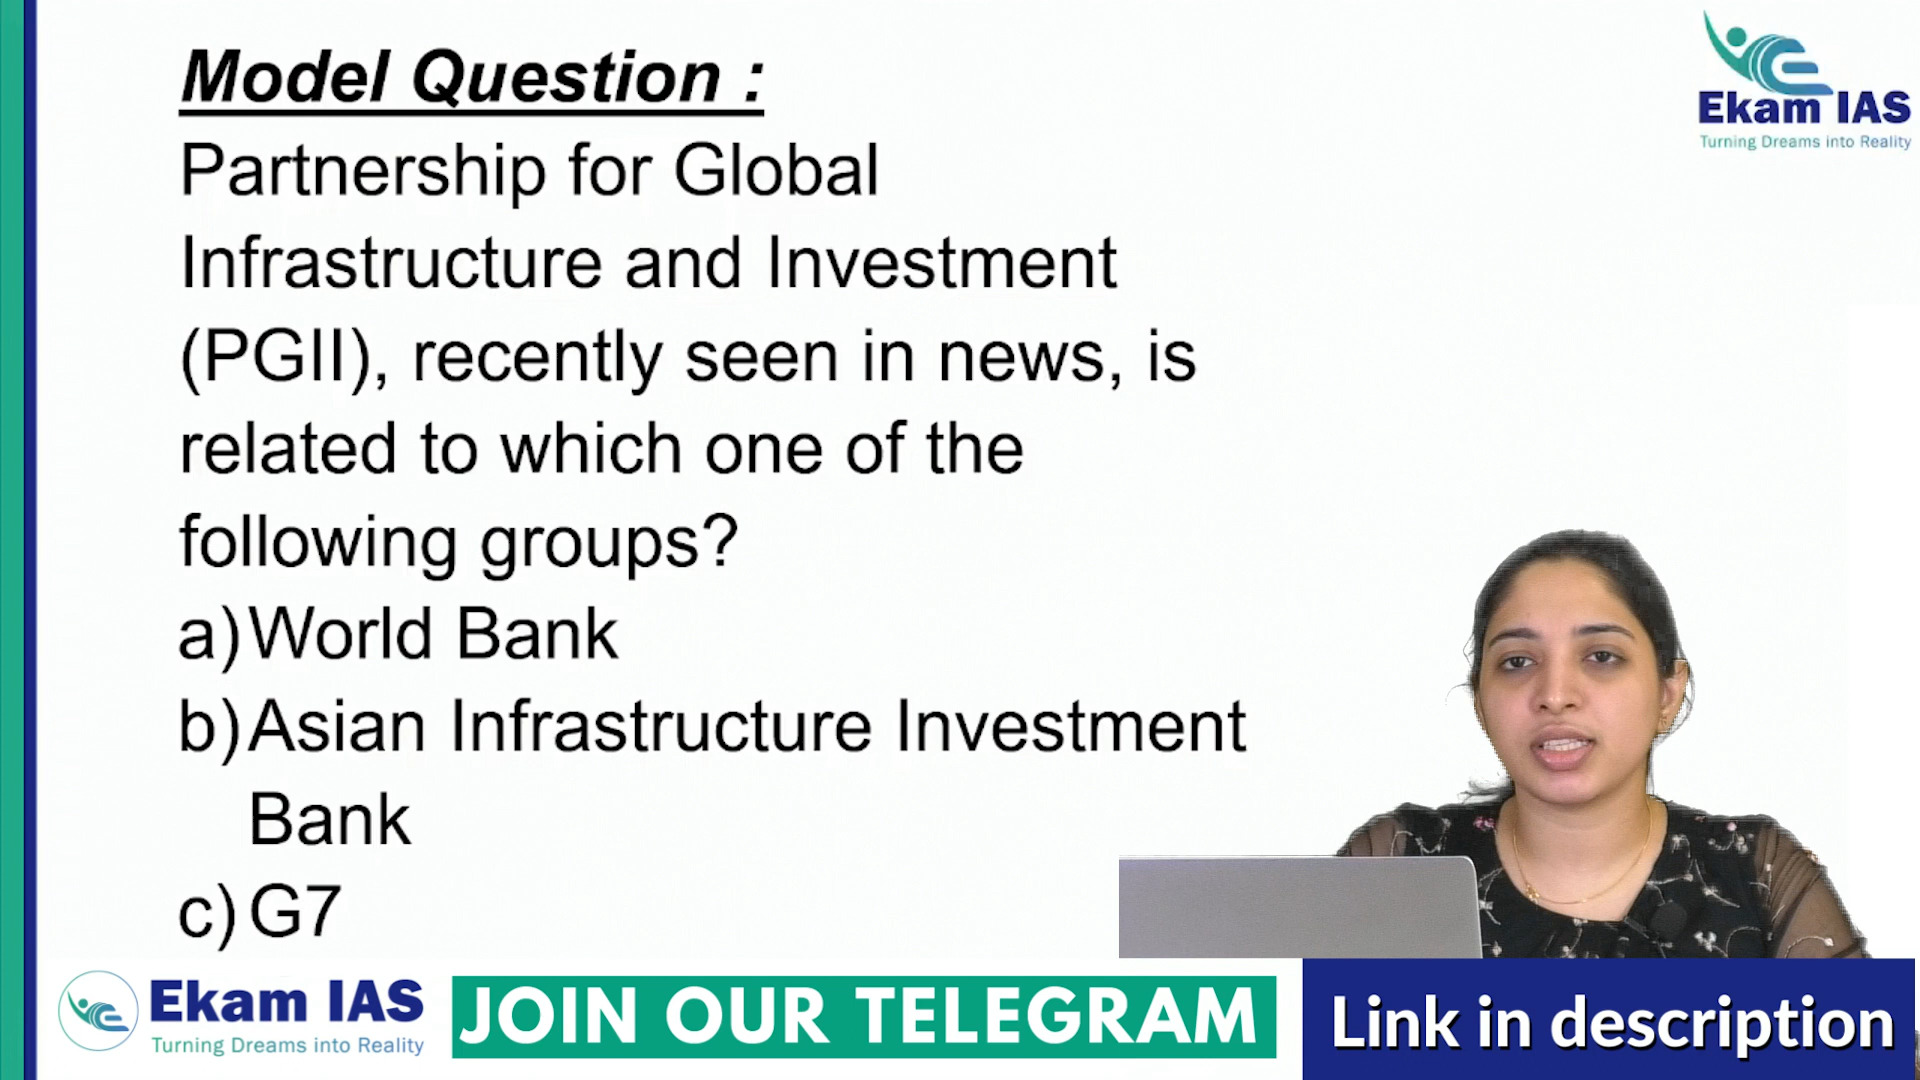 Model Question :
Partnership for Global
Infrastructure and Investment
(PGII), recently seen in news, is
related to which one of the
following groups?
a) World Bank
b) Asian Infrastructure Investment
Bank
c) G7
Ekam IAS
Turning Dreams into Reality
Ekam IAS
Turning Dreams into Reality
JOIN OUR TELEGRAM
Link in description